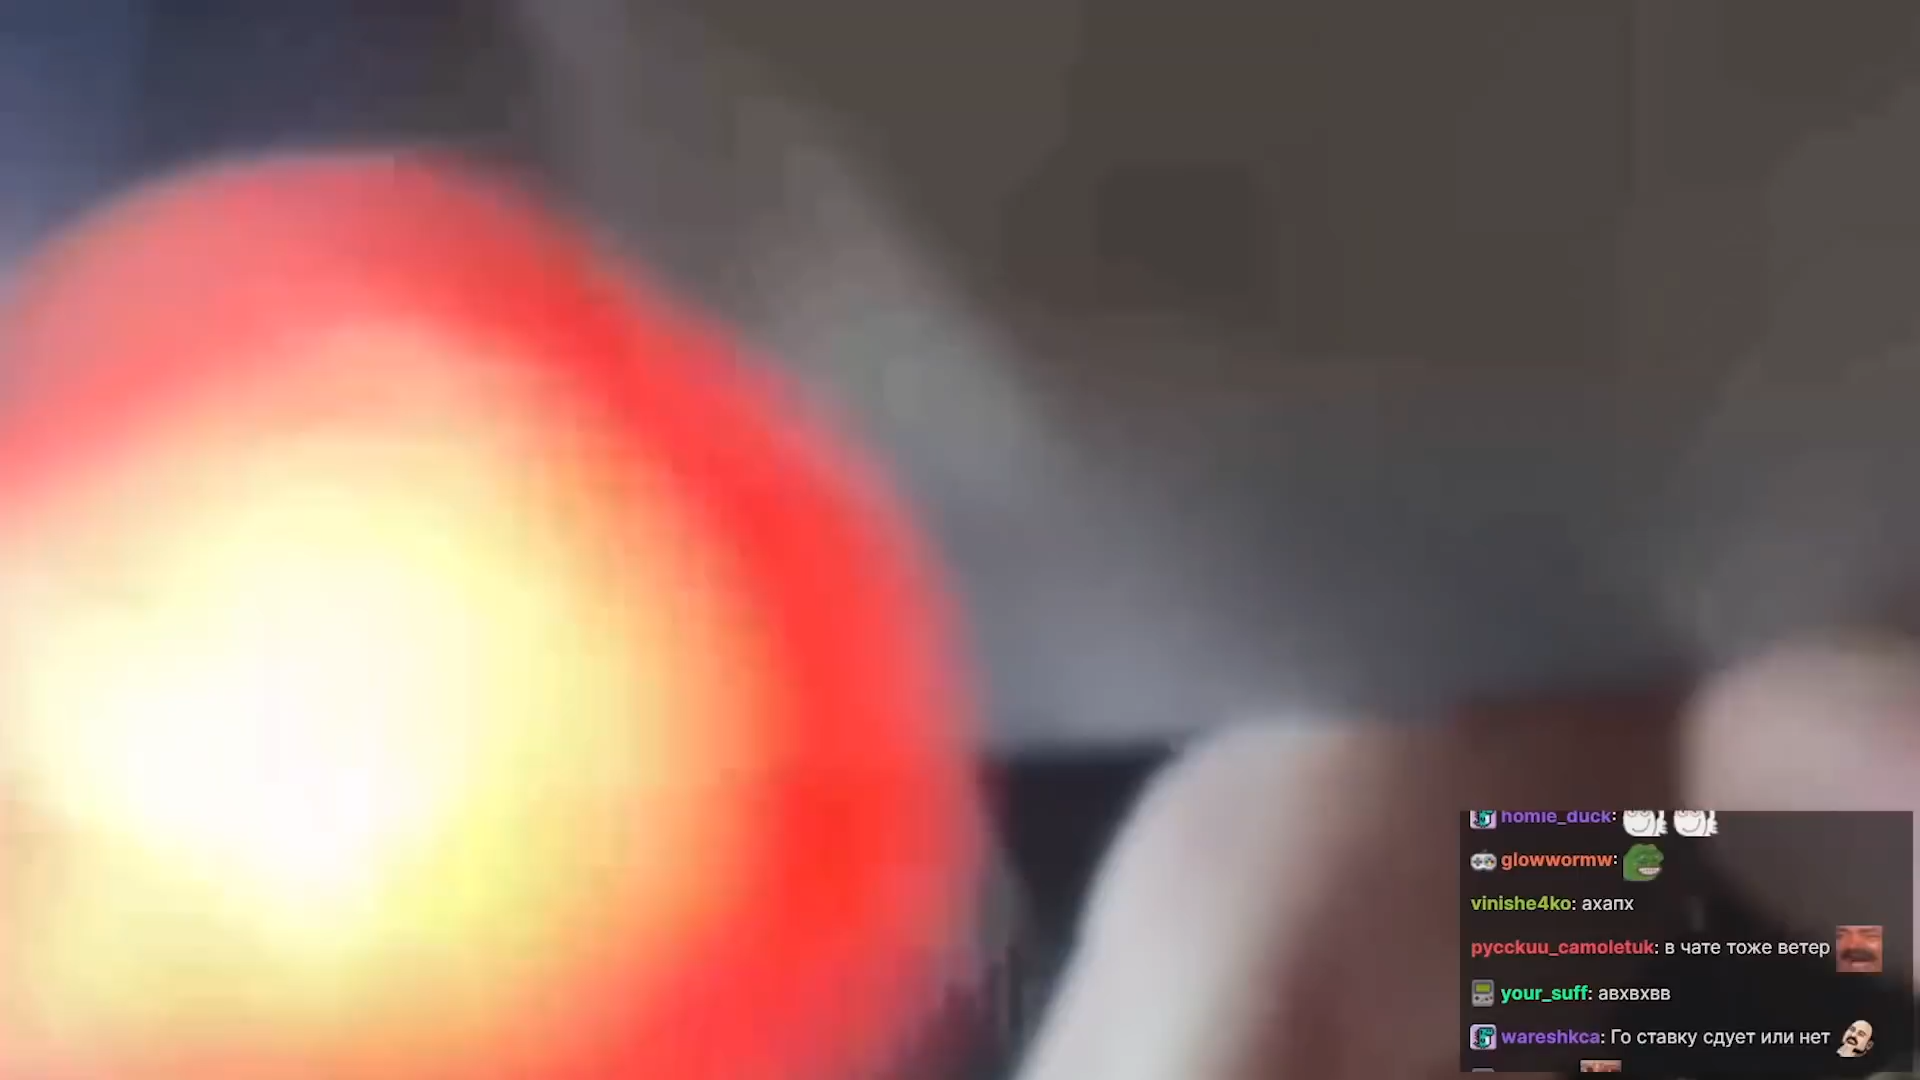 homie_duck:
glowwormw:
vinishe4ko: ахапх
pycckuu_camoletuk: в чате тоже ветер
your_suff: авхвхвв
wareshkca: Го ставку сдует или нет